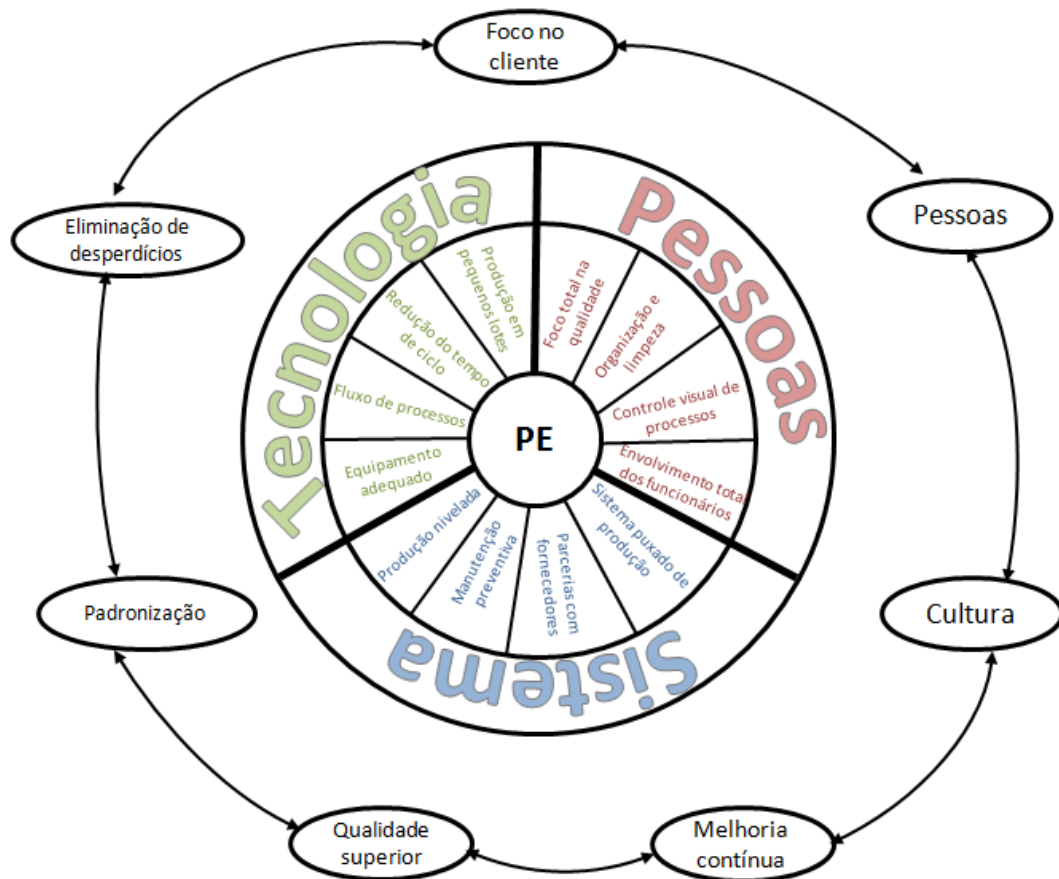 Foco no
cliente
Pessoas
Cultura
Melhoria
contínua
Qualidade
superior
Padronização
Eliminação de
desperdícios
Tecnologia
Pessoas
Sistema
PE
Foco total na
qualidade
Organização e
limpeza
Controle visual de
processos
Envolvimento total
dos funcionários
Sistema puxado de
produção
Parcerias com
fornecedores
Manutenção
preventiva
Produção nivelada
Equipamento
adequado
Fluxo de processos
Redução do tempo
de ciclo
Produção em
pequenos lotes